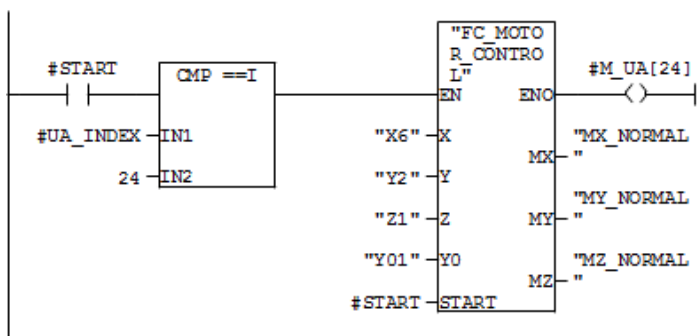 "FC_MOTO
R_CONTRO
L"
#START
CMP ==I
#M_UA[24]
EN ENO
#UA_INDEX IN1
"X6" X
"MX_NORMAL
MX "
24 IN2
"Y2" Y
"MY_NORMAL
"Z1" Z
MY "
"Y01" Y0
"MZ_NORMAL
MZ "
#START START